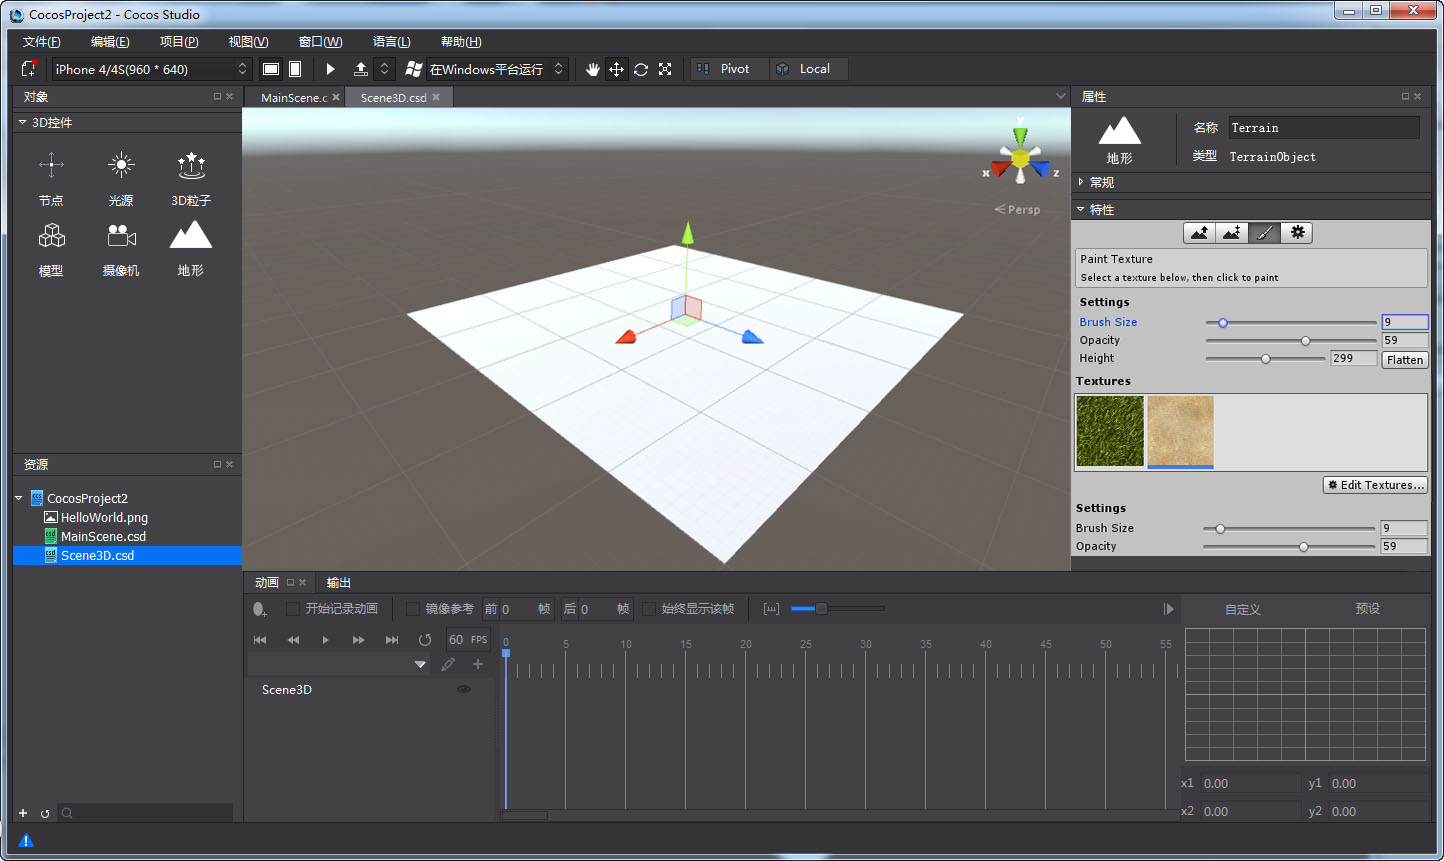 CocosProject2 - Cocos Studio
文件(F) 编辑(E) 项目(P) 视图(V) 窗口(W) 语言(L) 帮助(H)
iPhone 4/4S(960 * 640) 在Windows平台运行 Pivot Local
对象
3D控件
节点 光源 3D粒子
模型 摄像机 地形
资源
CocosProject2
HelloWorld.png
MainScene.csd
Scene3D.csd
MainScene.c Scene3D.csd
y
x z
Persp
属性
地形
名称 Terrain
类型 TerrainObject
常规
特性
Paint Texture
Select a texture below, then click to paint
Settings
Brush Size 9
Opacity 59
Height 299 Flatten
Textures
Edit Textures...
Settings
Brush Size 9
Opacity 59
动画 输出
开始记录动画 镜像参考 前 0 帧 后 0 帧 始终显示该帧
60 FPS
0 5 10 15 20 25 30 35 40 45 50 55
Scene3D
自定义 预设
x1 0.00 y1 0.00
x2 0.00 y2 0.00